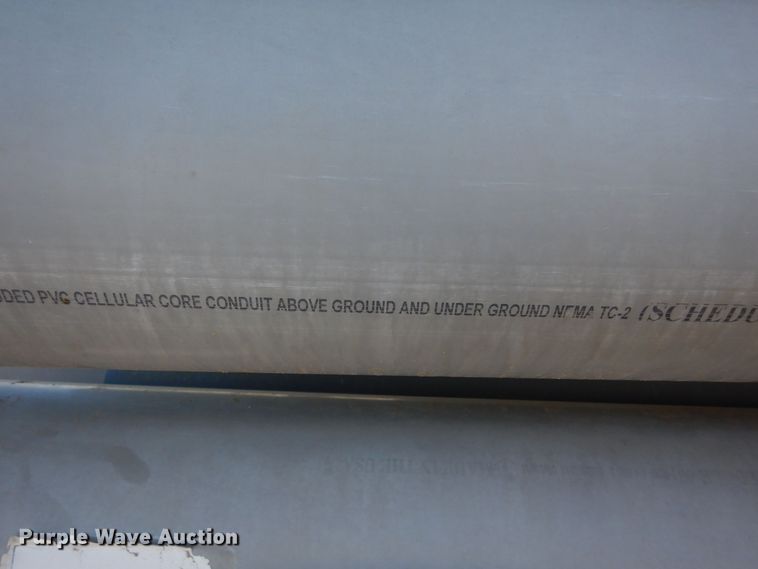 DED PVC CELLULAR CORE CONDUIT ABOVE GROUND AND UNDER GROUND NEMA TC-2 (SCHEDU
Purple Wave Auction